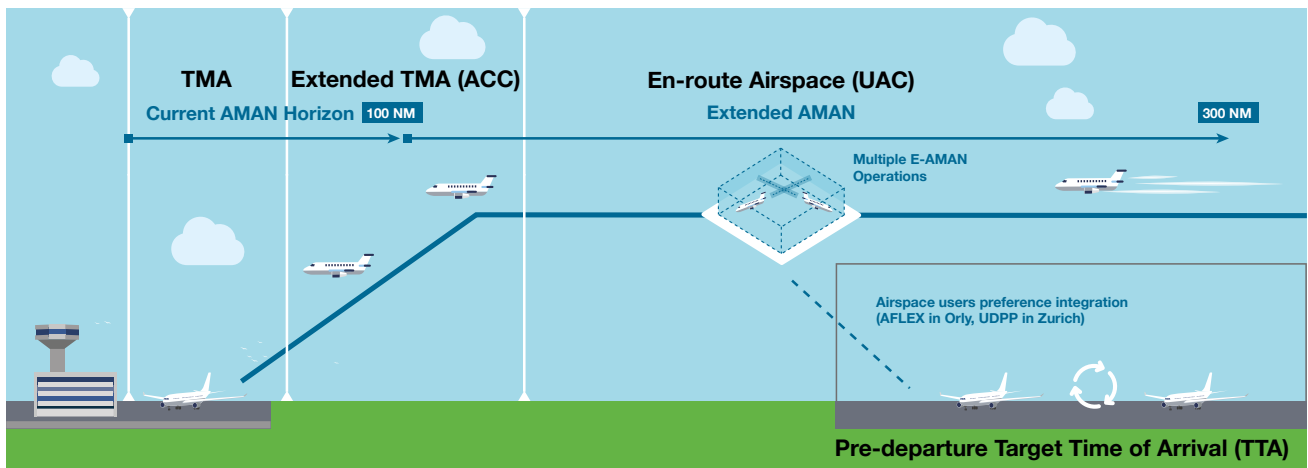 TMA
Extended TMA (ACC)
En-route Airspace (UAC)
Current AMAN Horizon
100 NM
Extended AMAN
300 NM
Multiple E-AMAN
Operations
Airspace users preference integration
(AFLEX in Orly, UDPP in Zurich)
Pre-departure Target Time of Arrival (TTA)